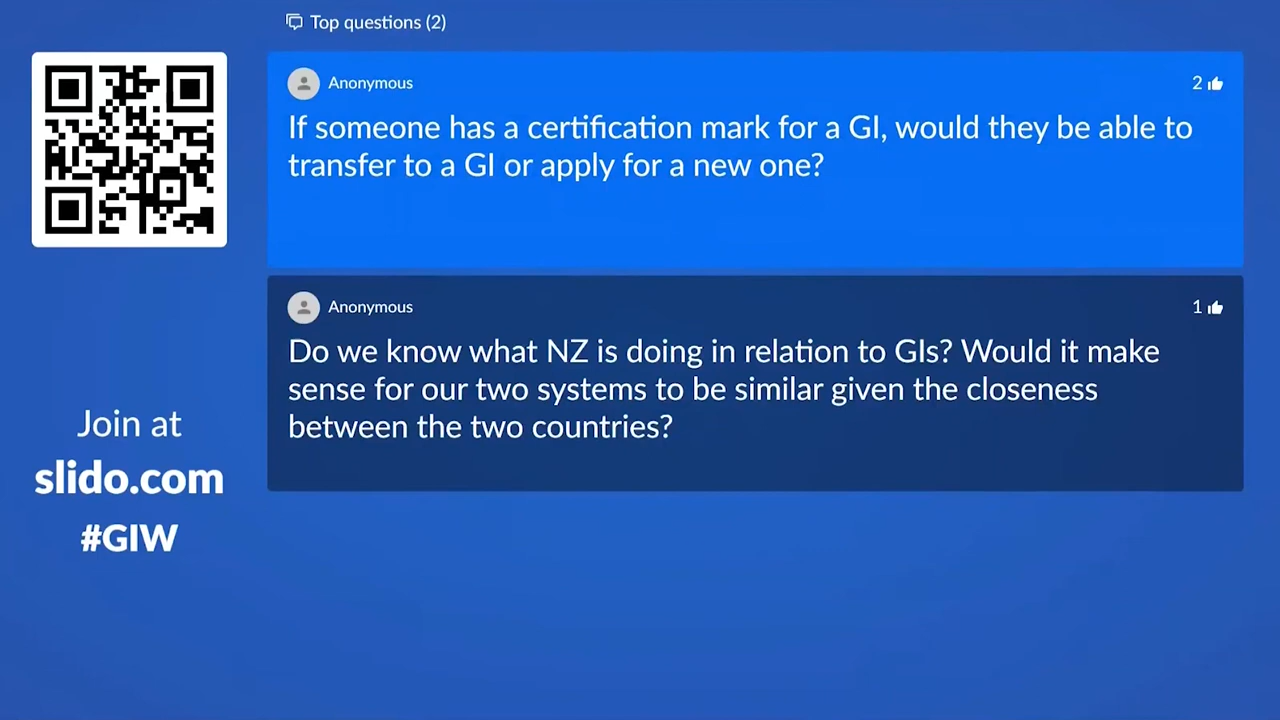 Top questions (2)
Anonymous
2
If someone has a certification mark for a GI, would they be able to
transfer to a GI or apply for a new one?
Anonymous
1
Do we know what NZ is doing in relation to GIs? Would it make
sense for our two systems to be similar given the closeness
between the two countries?
Join at
slido.com
#GIW